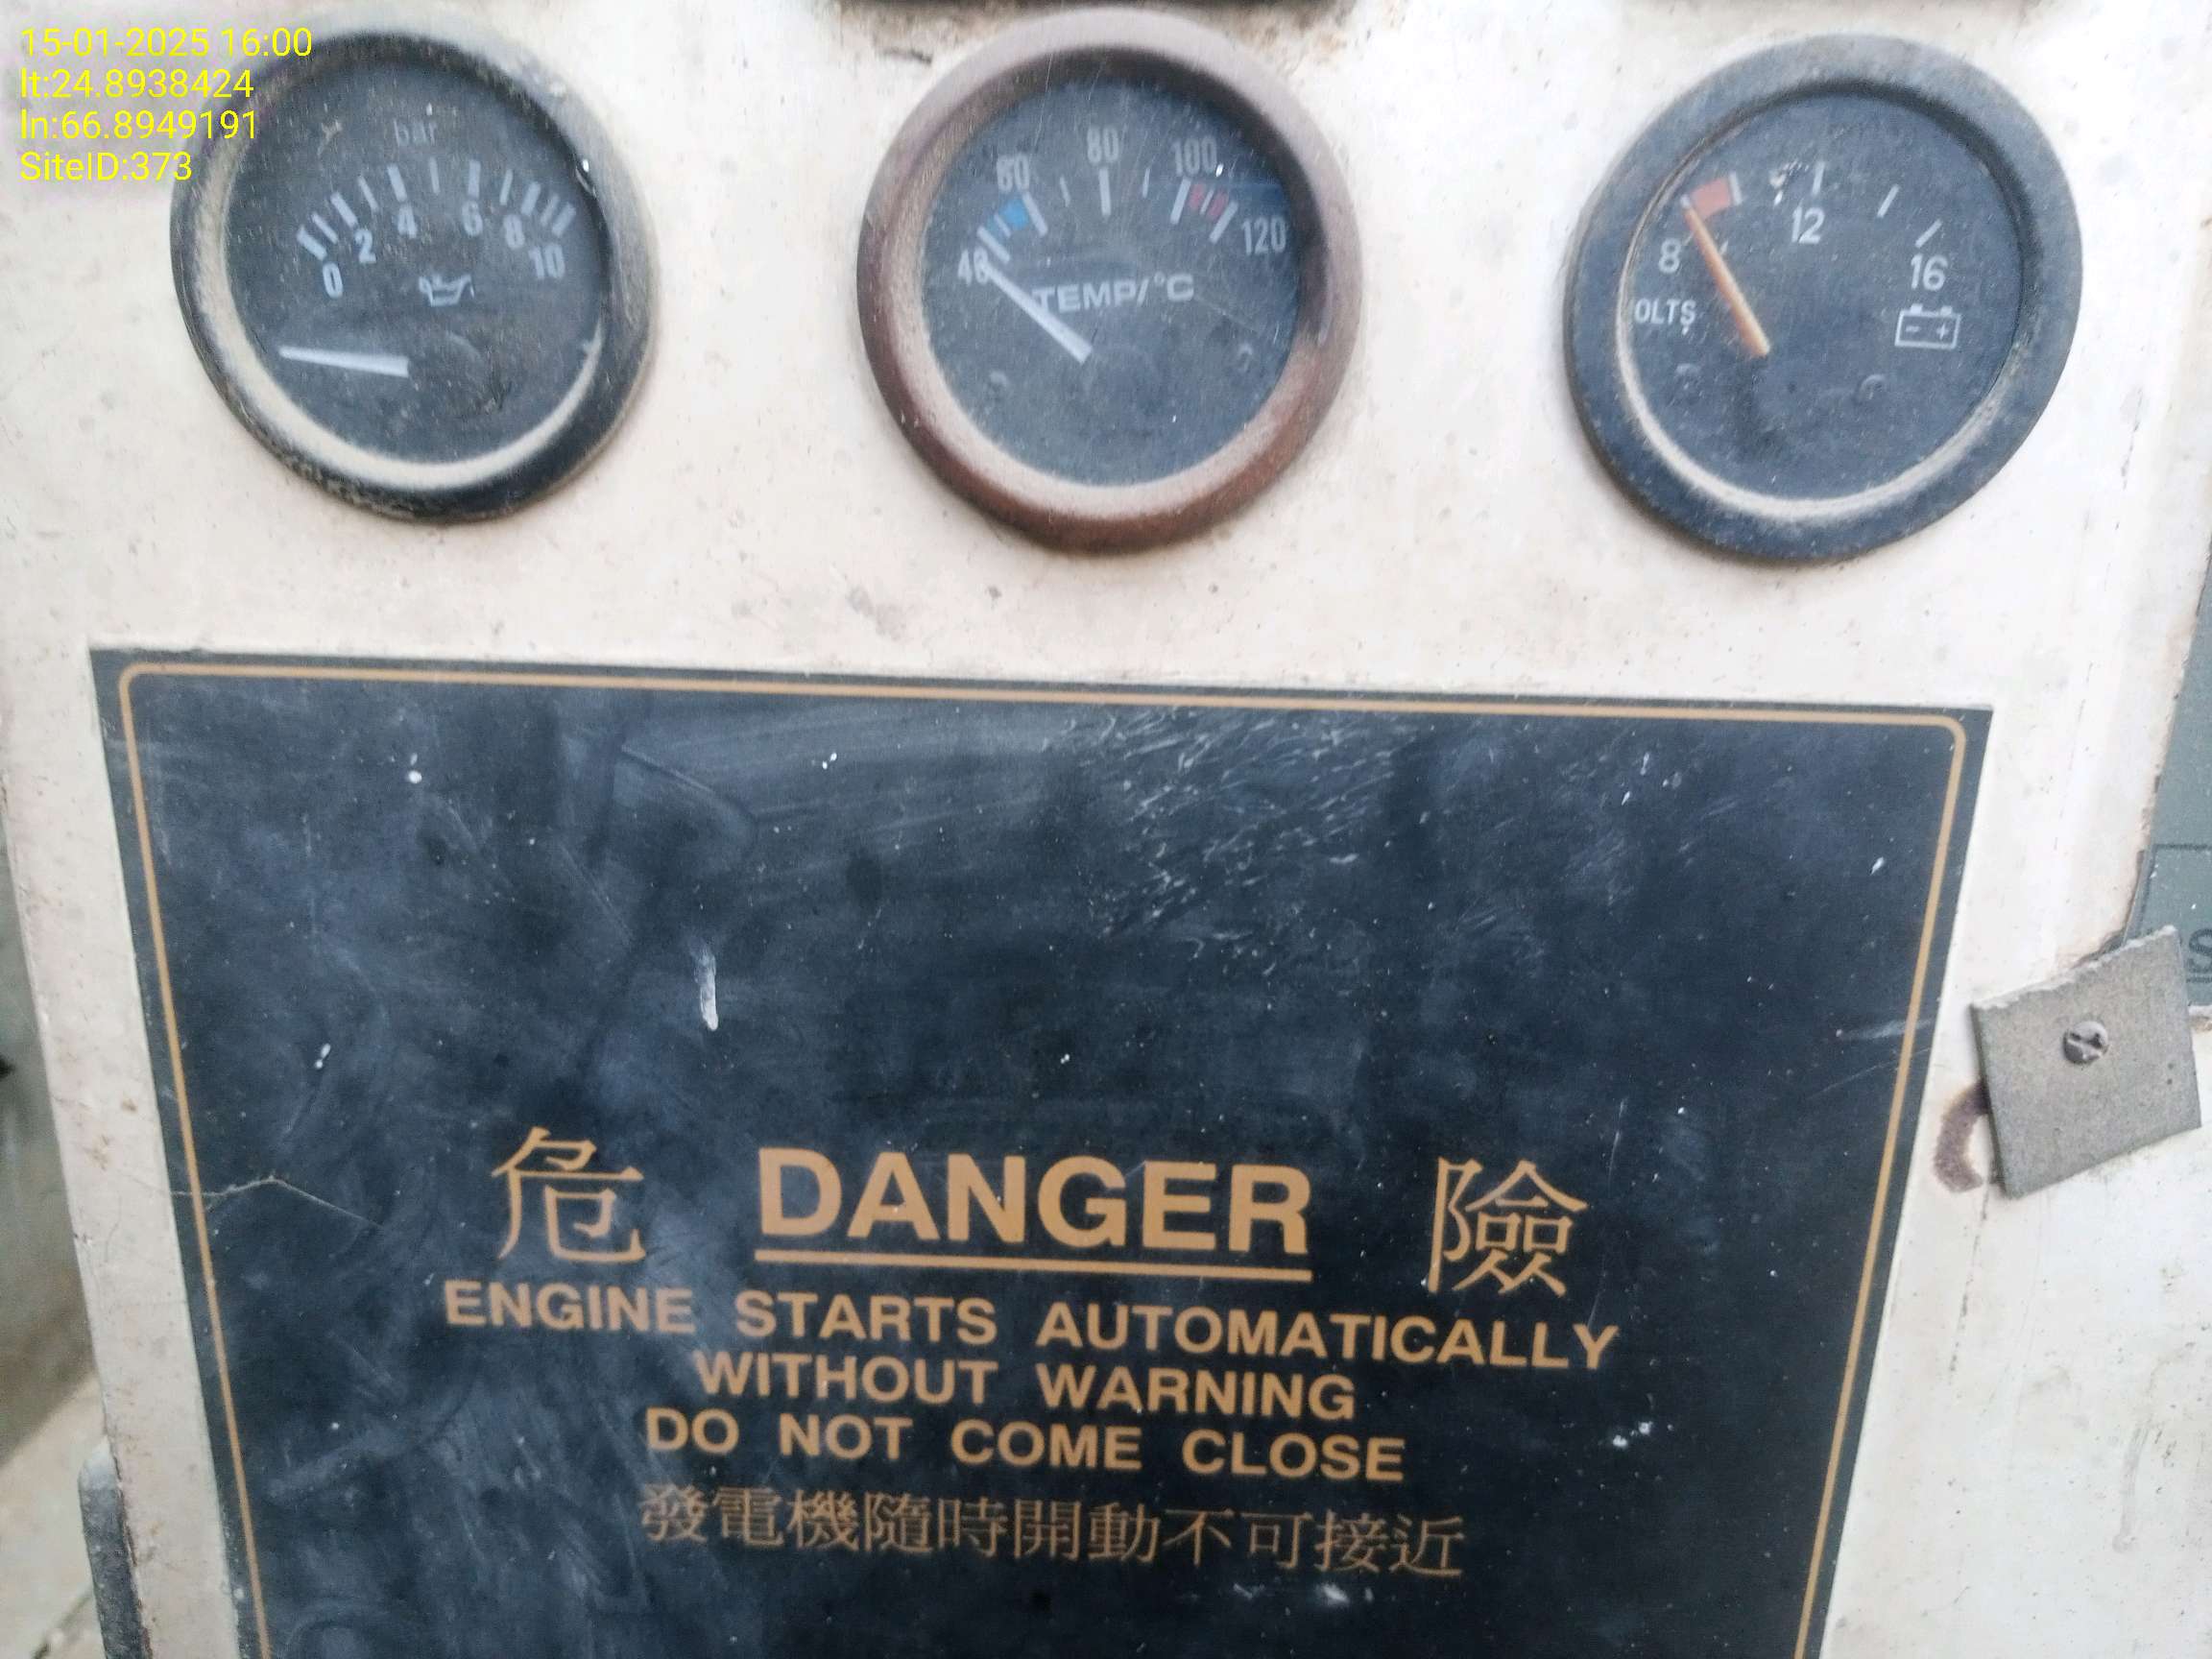 15-01-2025 16:00
lt:24.8938424
ln:66.8949191
SiteID:373
bar
0 2 4 6 8 10
40 60 80 100 120
TEMP/°C
8 12 16
OLTS
- +
危 DANGER 險
ENGINE STARTS AUTOMATICALLY
WITHOUT WARNING
DO NOT COME CLOSE
發電機隨時開動不可接近